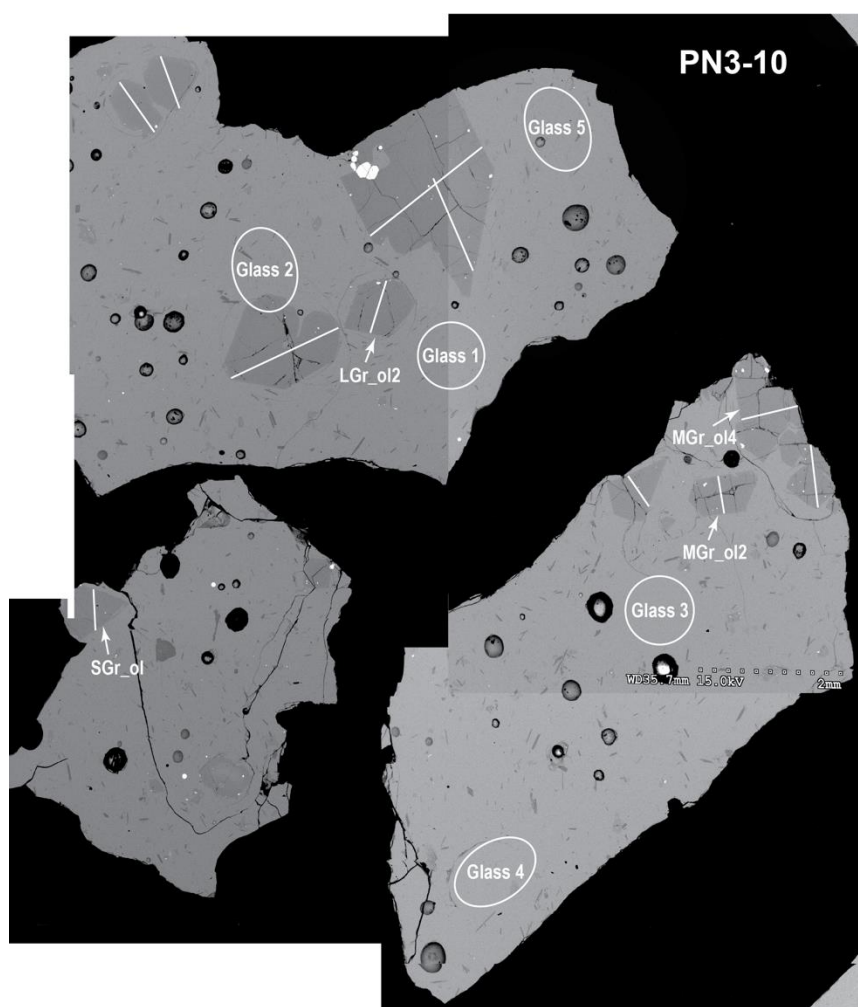 PN3-10
Glass 5
Glass 2
Glass 1
LGr_ol2
MGr_ol4
MGr_ol2
Glass 3
SGr_ol
WD35.7mm 15.0kV 2mm
Glass 4